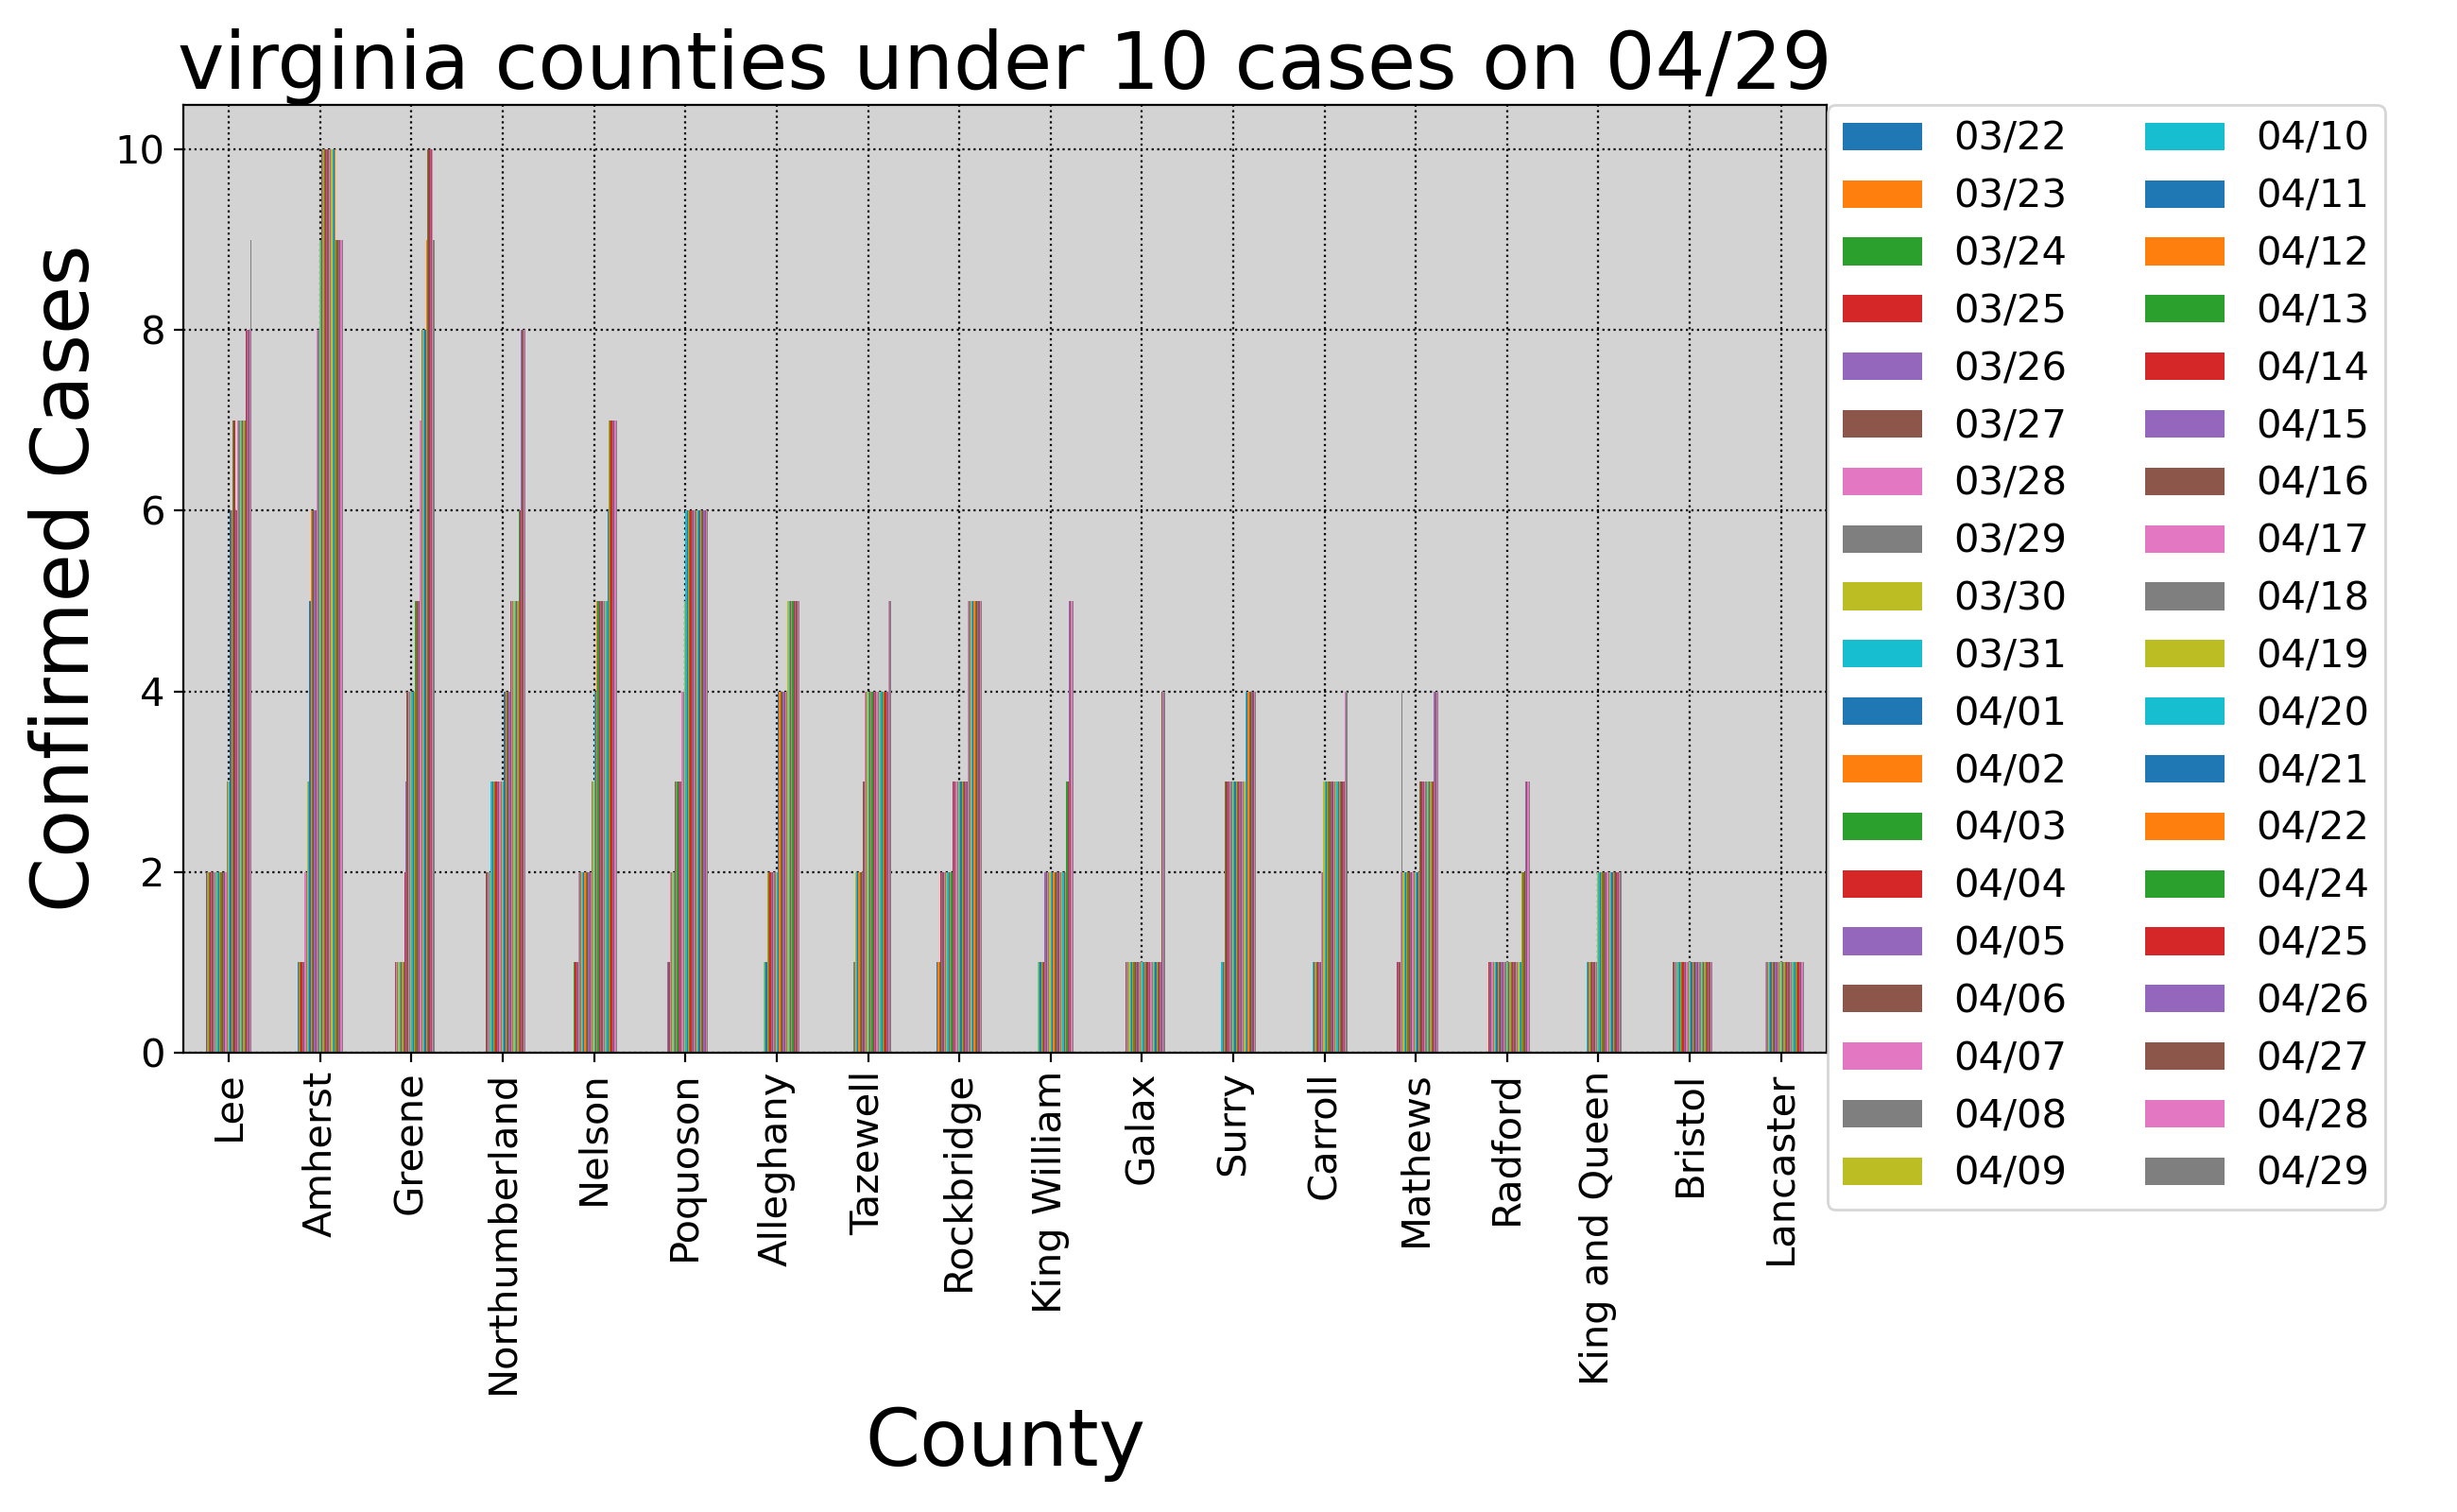 virginia counties under 10 cases on 04/29
Confirmed Cases
10
8
6
4
2
0
Lee
Amherst
Greene
Northumberland
Nelson
Poquoson
Alleghany
Tazewell
Rockbridge
King William
Galax
Surry
Carroll
Mathews
Radford
King and Queen
Bristol
Lancaster
County
03/22
03/23
03/24
03/25
03/26
03/27
03/28
03/29
03/30
03/31
04/01
04/02
04/03
04/04
04/05
04/06
04/07
04/08
04/09
04/10
04/11
04/12
04/13
04/14
04/15
04/16
04/17
04/18
04/19
04/20
04/21
04/22
04/24
04/25
04/26
04/27
04/28
04/29